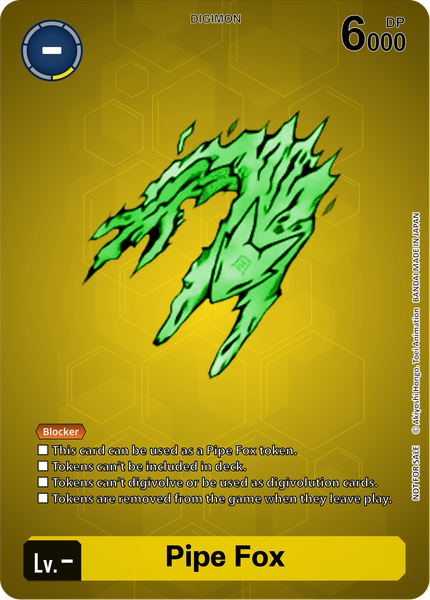 DIGIMON
-
DP
6000
Blocker
■ This card can be used as a Pipe Fox token.
■ Tokens can't be included in deck.
■ Tokens can't digivolve or be used as digivolution cards.
■ Tokens are removed from the game when they leave play.
NOT FOR SALE © Akiyoshi Hongo, Toei Animation BANDAI MADE IN JAPAN
Lv.-
Pipe Fox